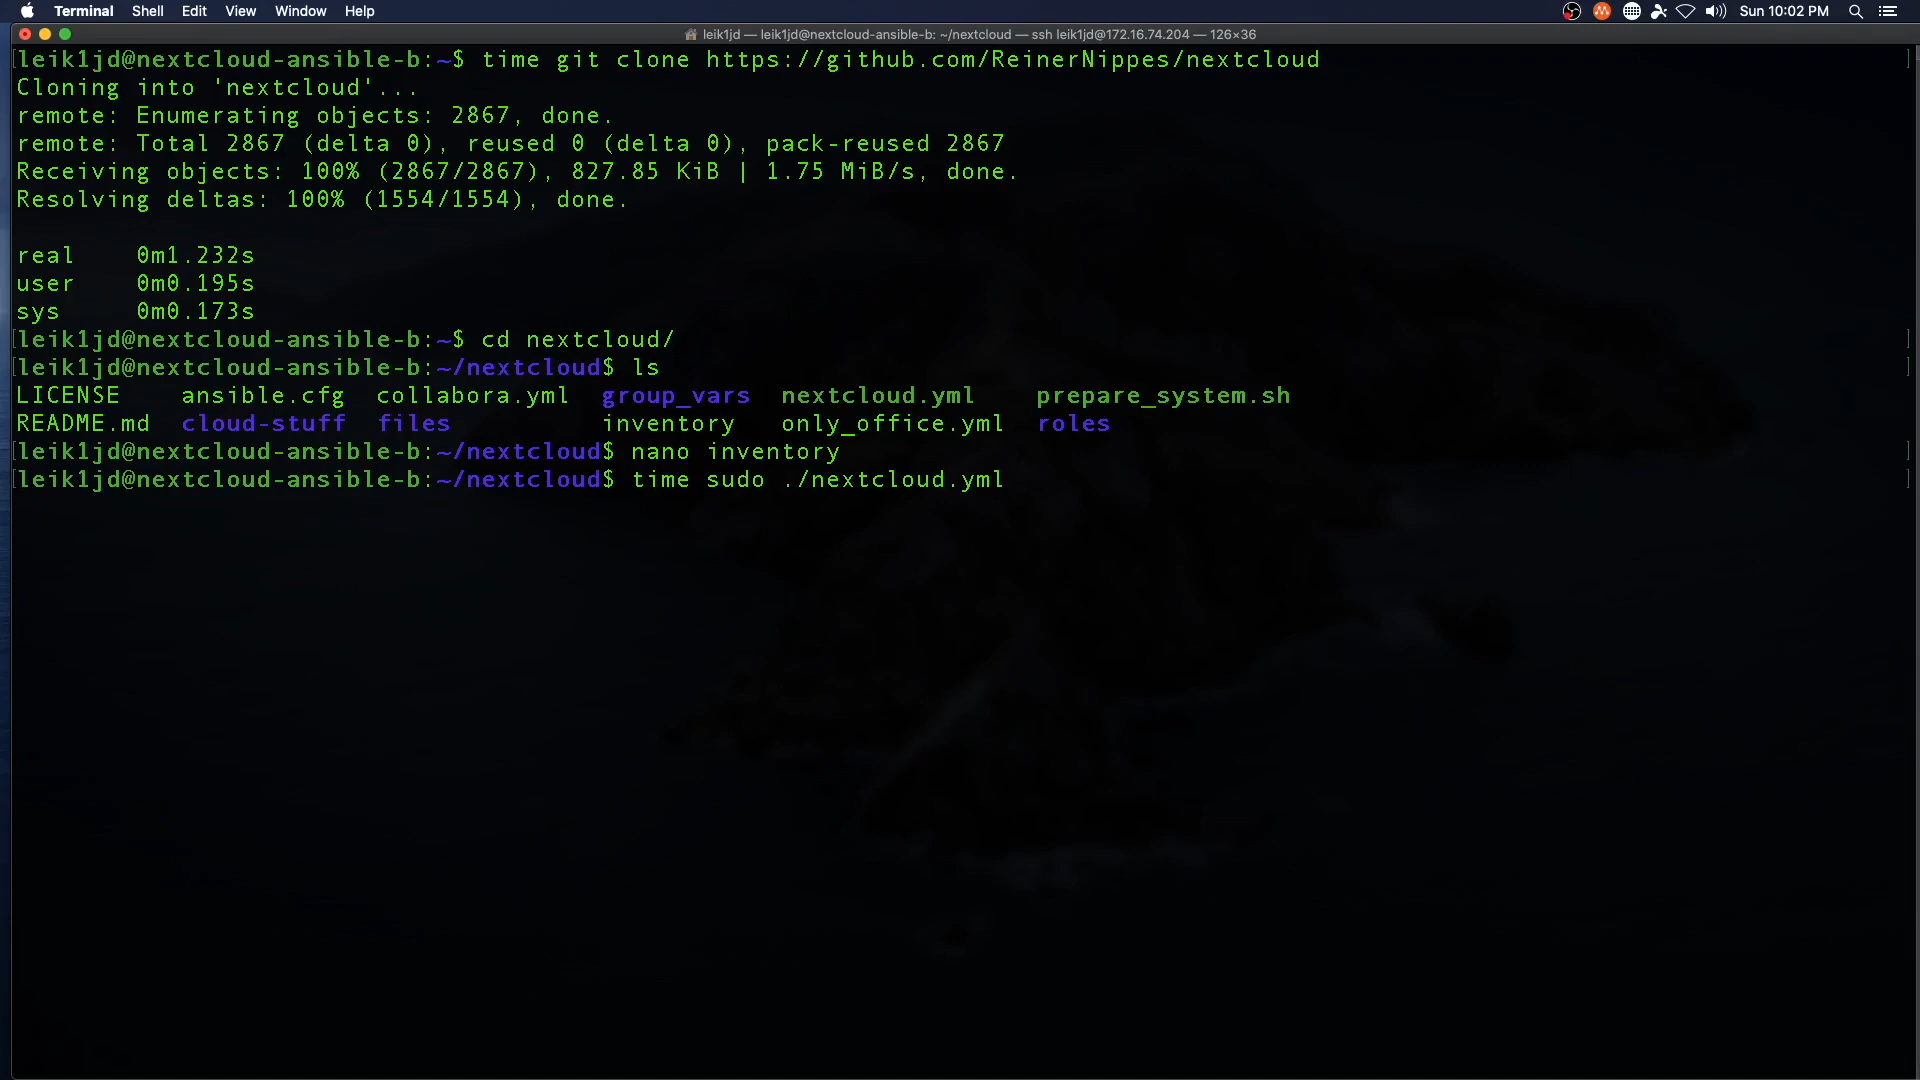 Terminal Shell Edit View Window Help Sun 10:02 PM
leik1jd — leik1jd@nextcloud-ansible-b: ~/nextcloud — ssh leik1jd@172.16.74.204 — 126×36
[leik1jd@nextcloud-ansible-b:~$ time git clone https://github.com/ReinerNippes/nextcloud ]
Cloning into 'nextcloud'...
remote: Enumerating objects: 2867, done.
remote: Total 2867 (delta 0), reused 0 (delta 0), pack-reused 2867
Receiving objects: 100% (2867/2867), 827.85 KiB | 1.75 MiB/s, done.
Resolving deltas: 100% (1554/1554), done.
real 0m1.232s
user 0m0.195s
sys 0m0.173s
[leik1jd@nextcloud-ansible-b:~$ cd nextcloud/ ]
[leik1jd@nextcloud-ansible-b:~/nextcloud$ ls ]
LICENSE ansible.cfg collabora.yml group_vars nextcloud.yml prepare_system.sh
README.md cloud-stuff files inventory only_office.yml roles
[leik1jd@nextcloud-ansible-b:~/nextcloud$ nano inventory ]
[leik1jd@nextcloud-ansible-b:~/nextcloud$ time sudo ./nextcloud.yml ]